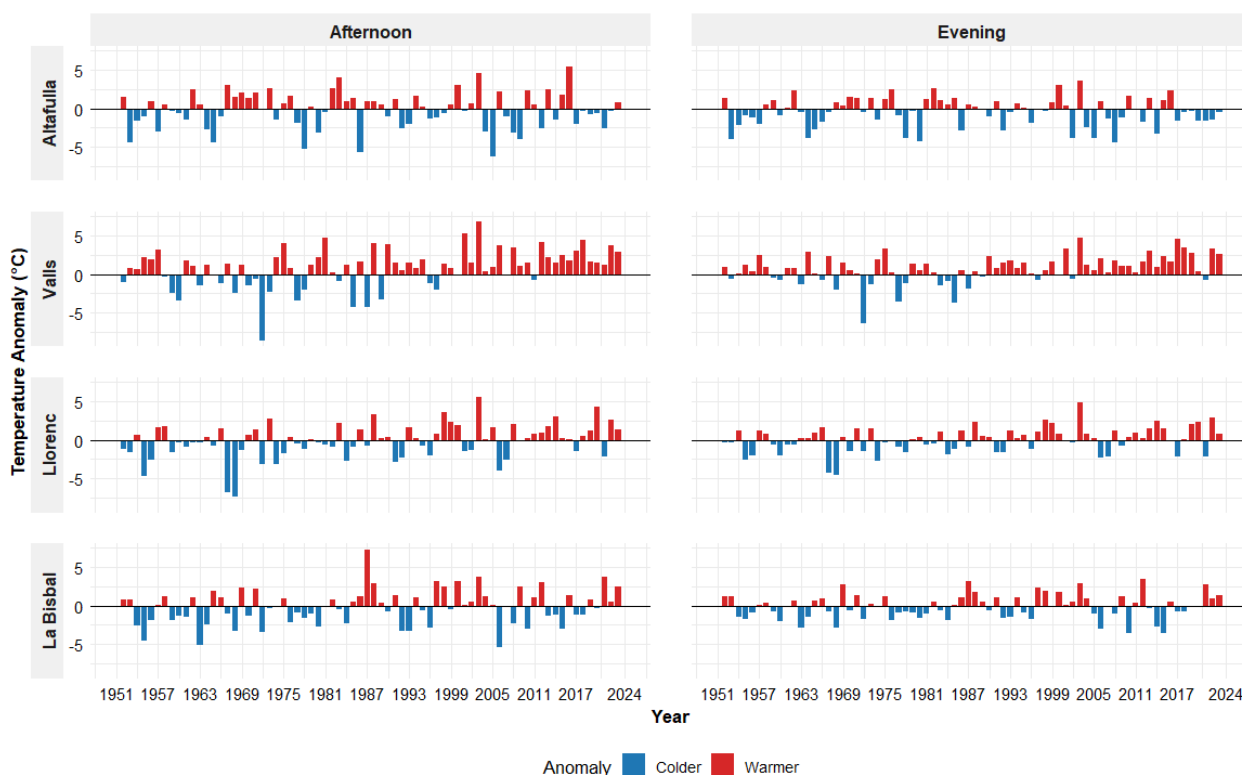 Afternoon
Evening
Temperature Anomaly (°C)
Altafulla
5
0
-5
Valls
5
0
-5
Llorenc
5
0
-5
La Bisbal
5
0
-5
1951 1957 1963 1969 1975 1981 1987 1993 1999 2005 2011 2017 2024
1951 1957 1963 1969 1975 1981 1987 1993 1999 2005 2011 2017 2024
Year
Anomaly Colder Warmer